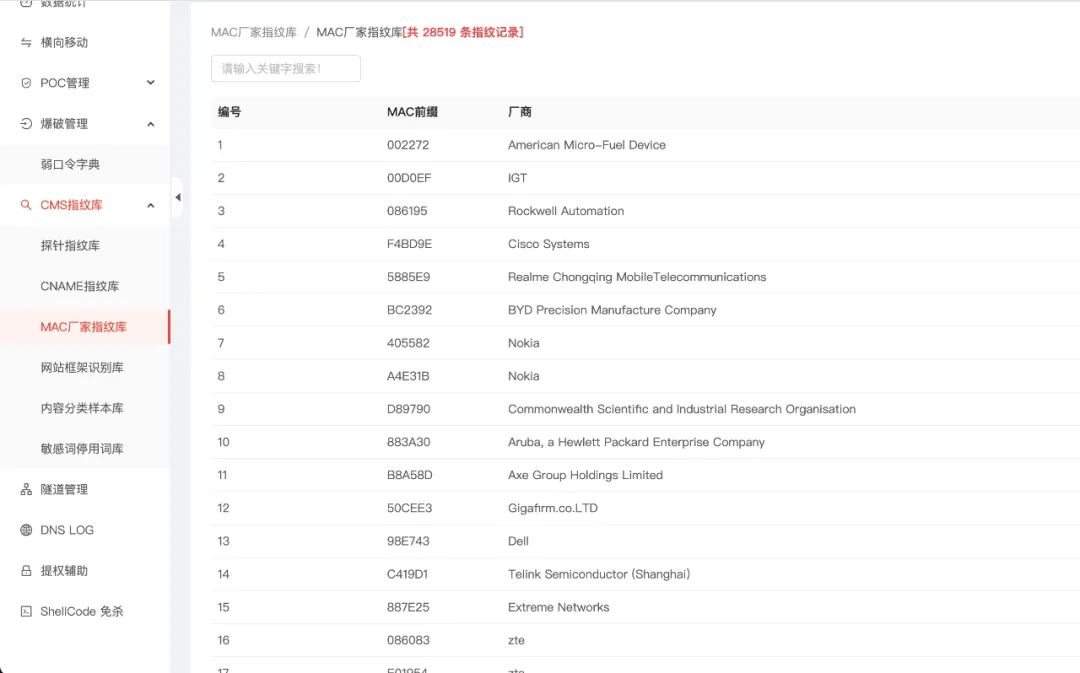 数据统计
横向移动
POC管理
爆破管理
弱口令字典
CMS指纹库
探针指纹库
CNAME指纹库
MAC厂家指纹库
网站框架识别库
内容分类样本库
敏感词停用词库
隧道管理
DNS LOG
提权辅助
ShellCode 免杀
MAC厂家指纹库 / MAC厂家指纹库[共 28519 条指纹记录]
请输入关键字搜索!
编号 MAC前缀 厂商
1 002272 American Micro-Fuel Device
2 00D0EF IGT
3 086195 Rockwell Automation
4 F4BD9E Cisco Systems
5 5885E9 Realme Chongqing MobileTelecommunications
6 BC2392 BYD Precision Manufacture Company
7 405582 Nokia
8 A4E31B Nokia
9 D89790 Commonwealth Scientific and Industrial Research Organisation
10 883A30 Aruba, a Hewlett Packard Enterprise Company
11 B8A58D Axe Group Holdings Limited
12 50CEE3 Gigafirm.co.LTD
13 98E743 Dell
14 C419D1 Telink Semiconductor (Shanghai)
15 887E25 Extreme Networks
16 086083 zte
17 E01954 zte